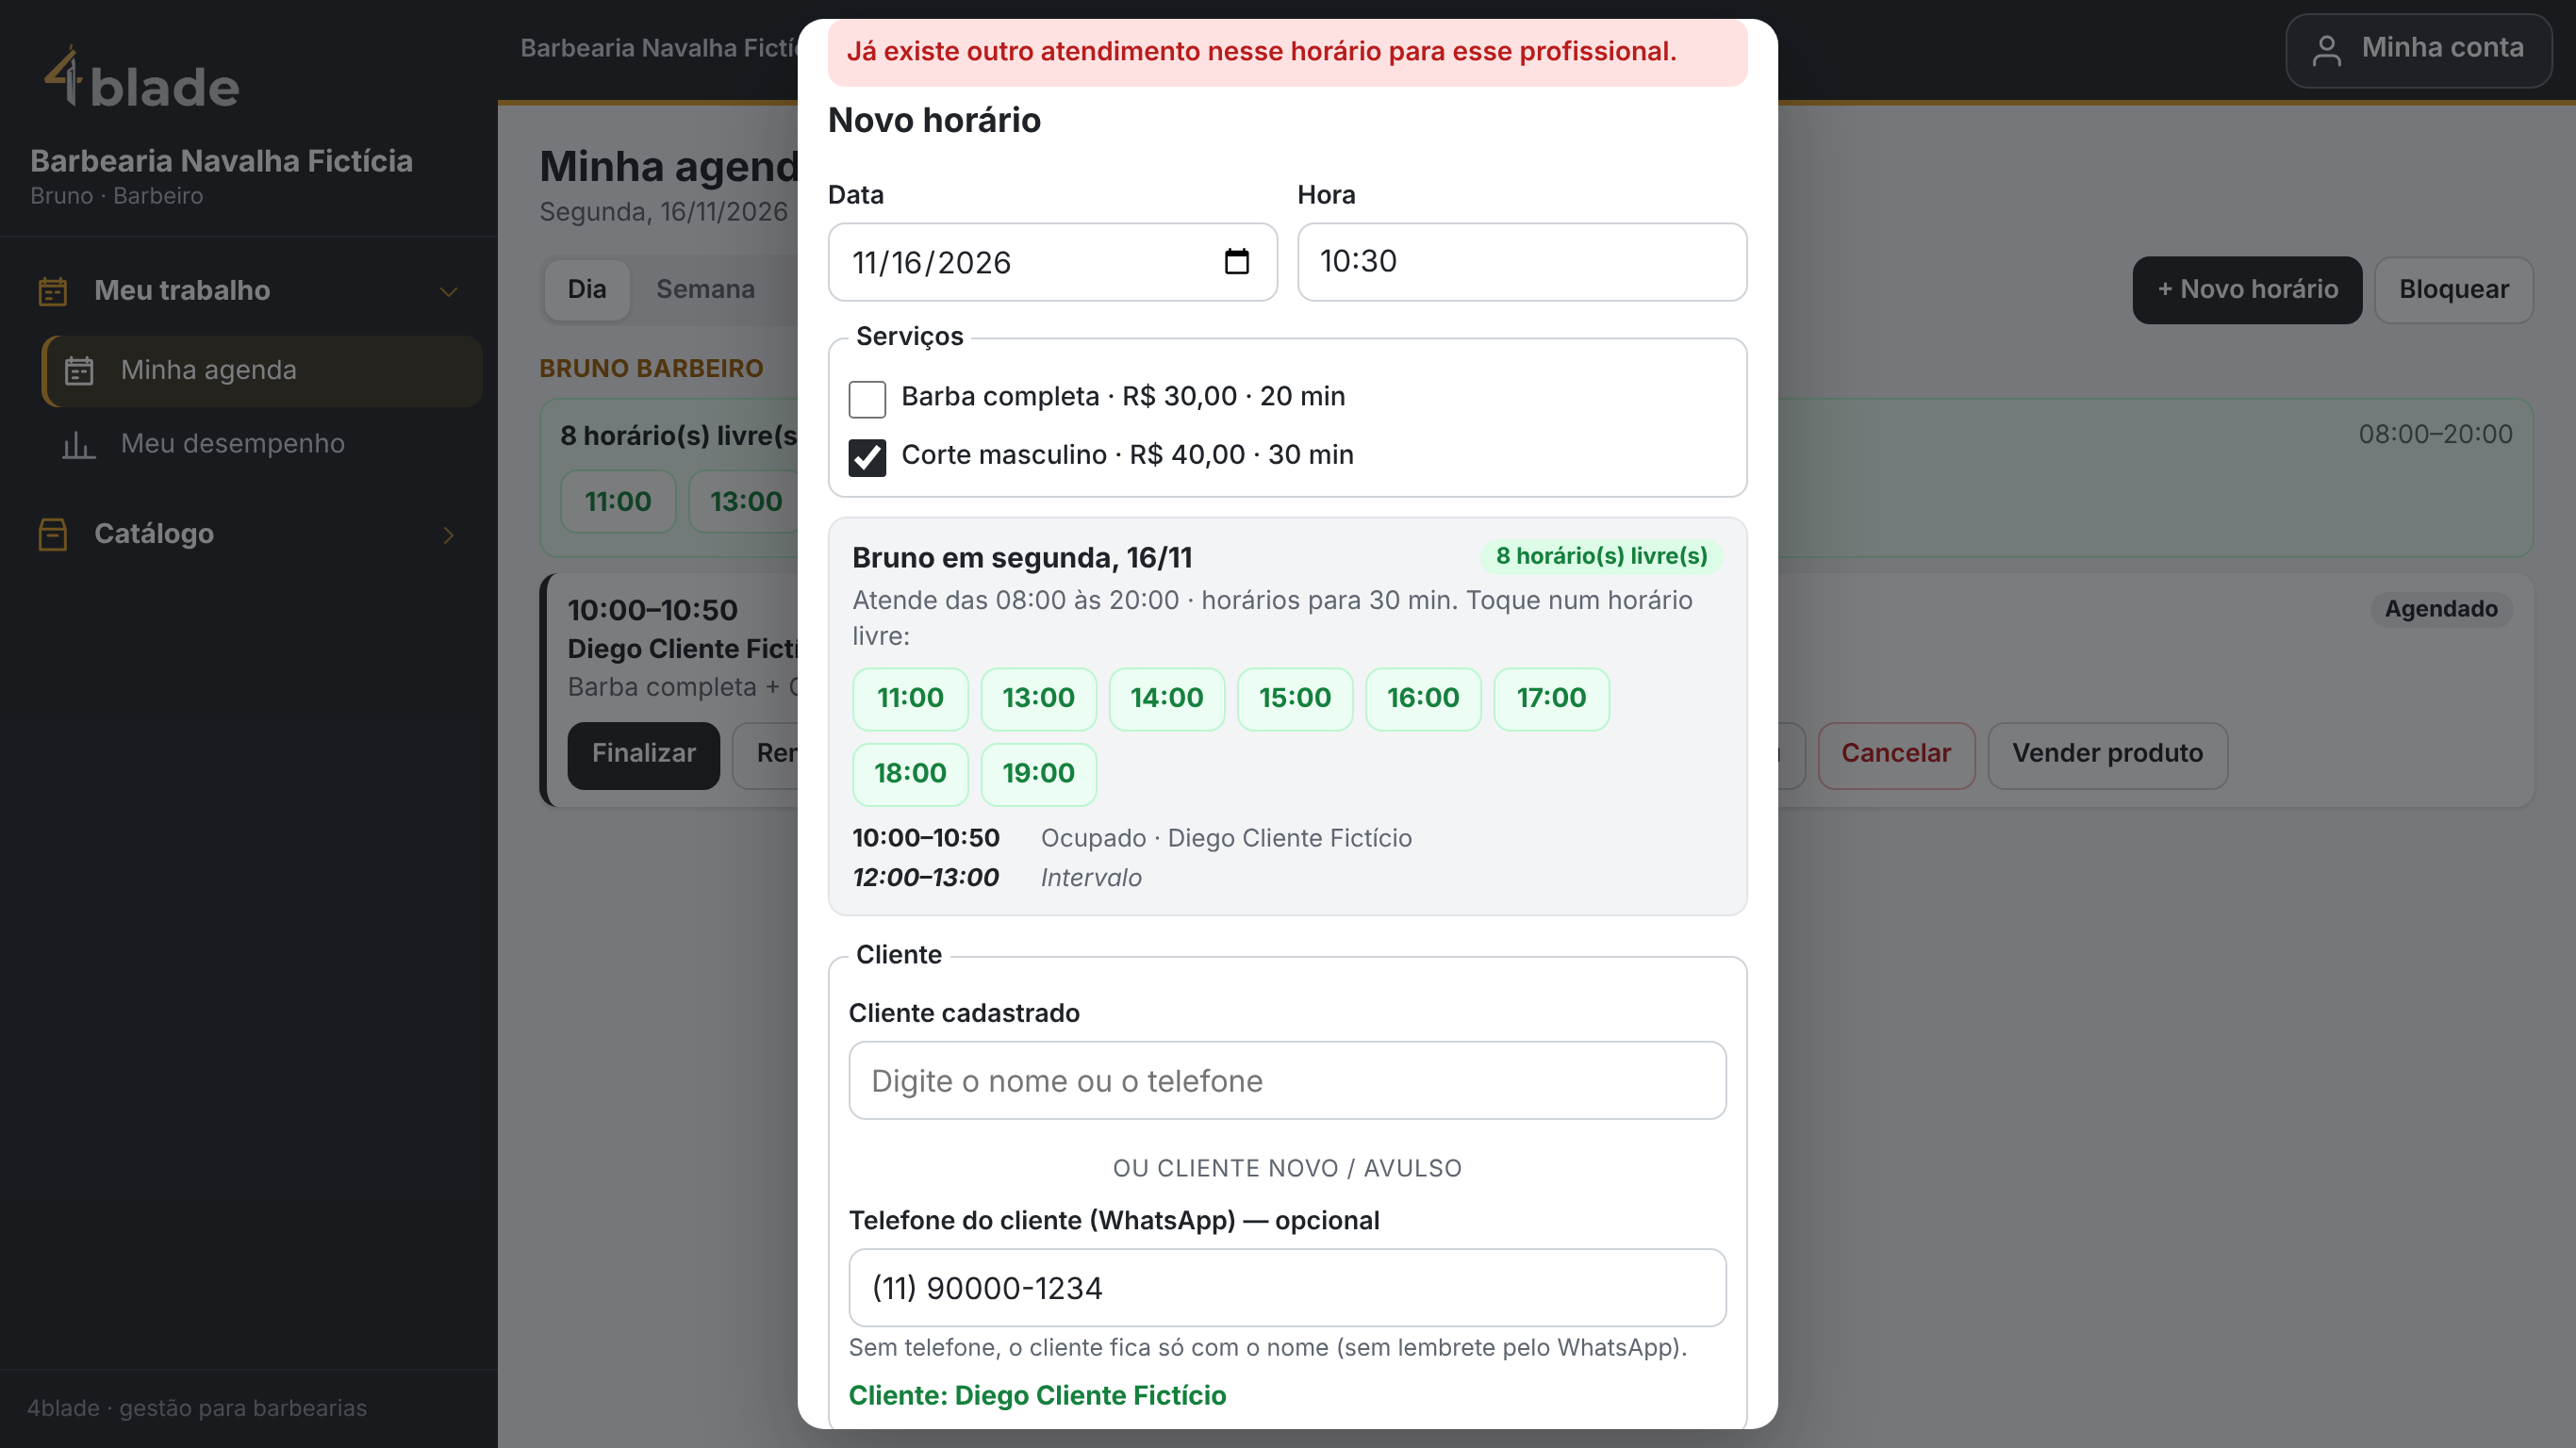 4blade
Barbearia Navalha Fictícia
Bruno · Barbeiro
Meu trabalho
Minha agenda
Meu desempenho
Catálogo
4blade · gestão para barbearias
Barbearia Navalha
Minha conta
Minha
Segunda, 16/11/2026
Dia
Semana
+ Novo horário
Bloquear
BRUNO BARBEIRO
8 horário(s)
08:00–20:00
11:00
13:00
10:00–10:50
Diego Cliente
Agendado
Barba completa +
Finalizar
Cancelar
Vender produto
Já existe outro atendimento nesse horário para esse profissional.
Novo horário
Data
Hora
11/16/2026
10:30
Serviços
Barba completa · R$ 30,00 · 20 min
Corte masculino · R$ 40,00 · 30 min
Bruno em segunda, 16/11
8 horário(s) livre(s)
Atende das 08:00 às 20:00 · horários para 30 min. Toque num horário
livre:
11:00
13:00
14:00
15:00
16:00
17:00
18:00
19:00
10:00–10:50 Ocupado · Diego Cliente Fictício
12:00–13:00 Intervalo
Cliente
Cliente cadastrado
Digite o nome ou o telefone
OU CLIENTE NOVO / AVULSO
Telefone do cliente (WhatsApp) — opcional
(11) 90000-1234
Sem telefone, o cliente fica só com o nome (sem lembrete pelo WhatsApp).
Cliente: Diego Cliente Fictício